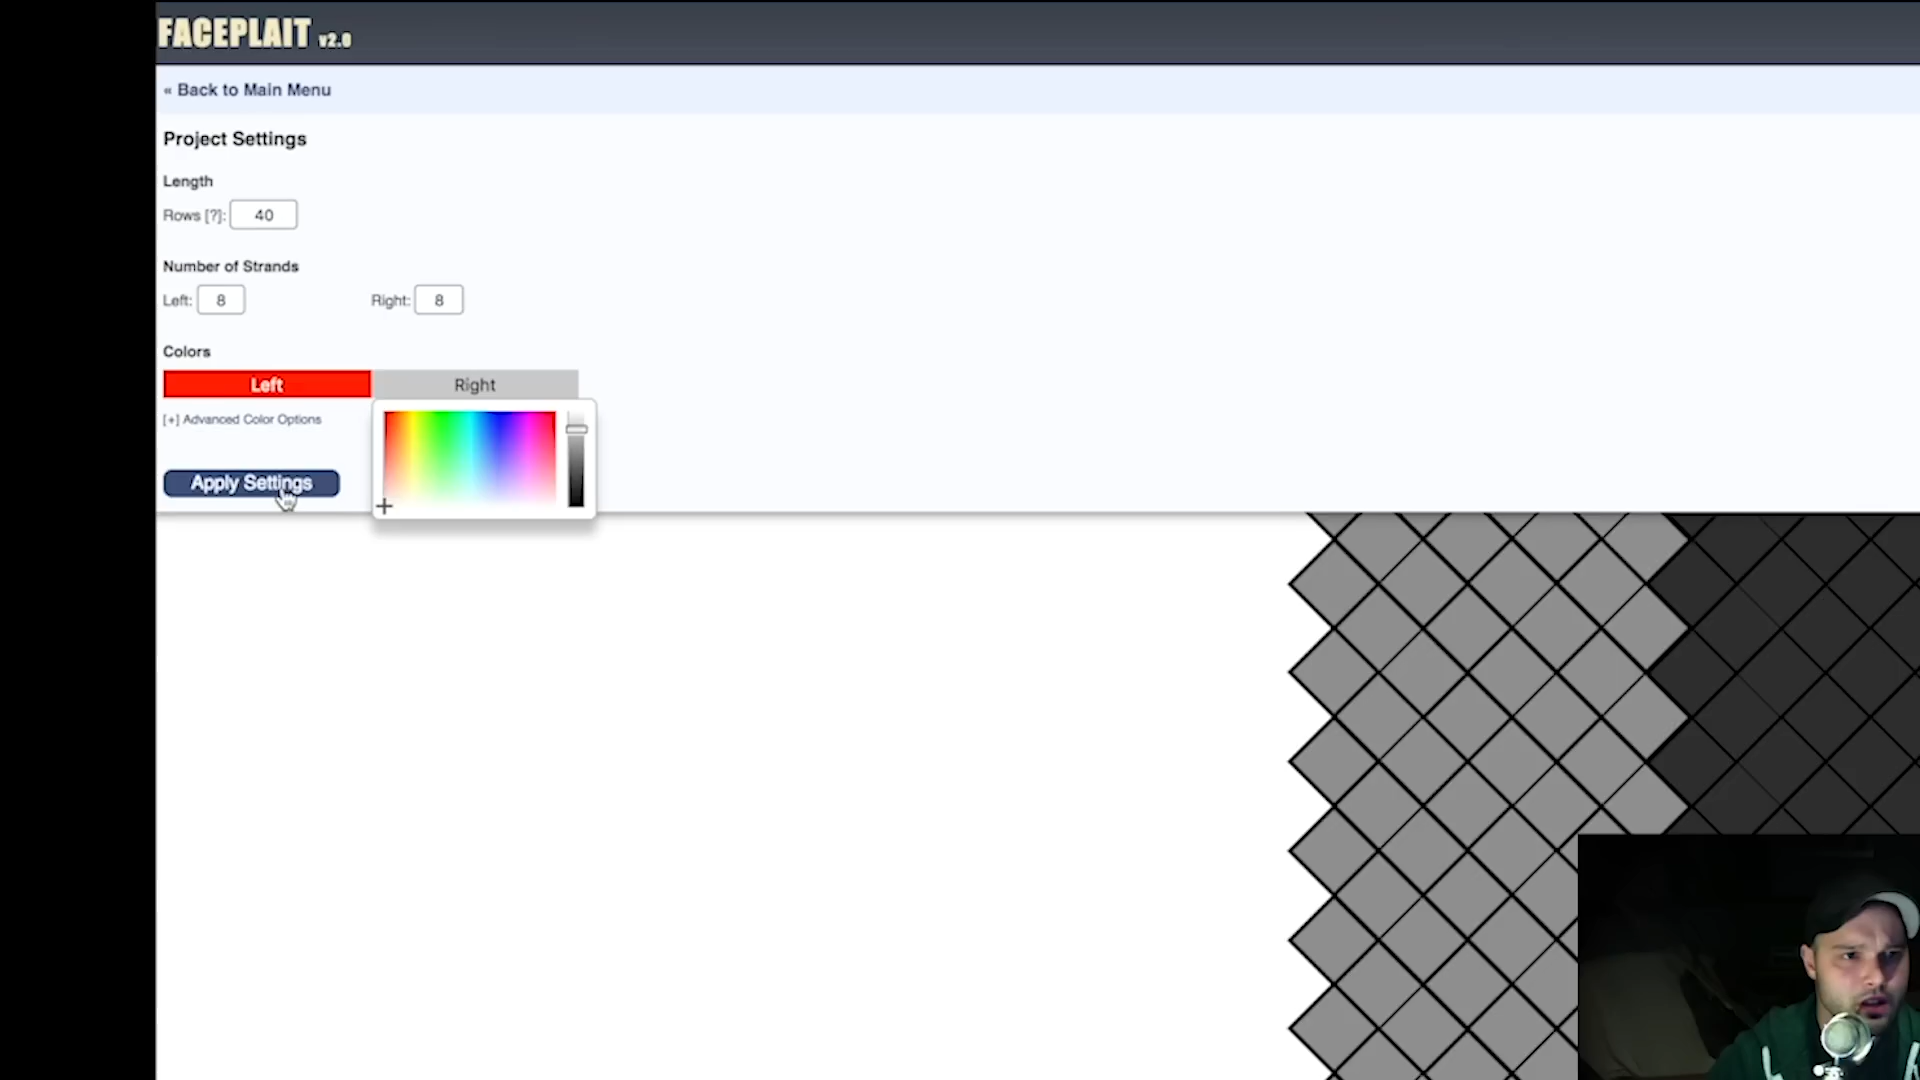 FACEPLAIT v2.0
« Back to Main Menu
Project Settings
Length
Rows [?]: 40
Number of Strands
Left: 8 Right: 8
Colors
Left Right
[+] Advanced Color Options
Apply Settings